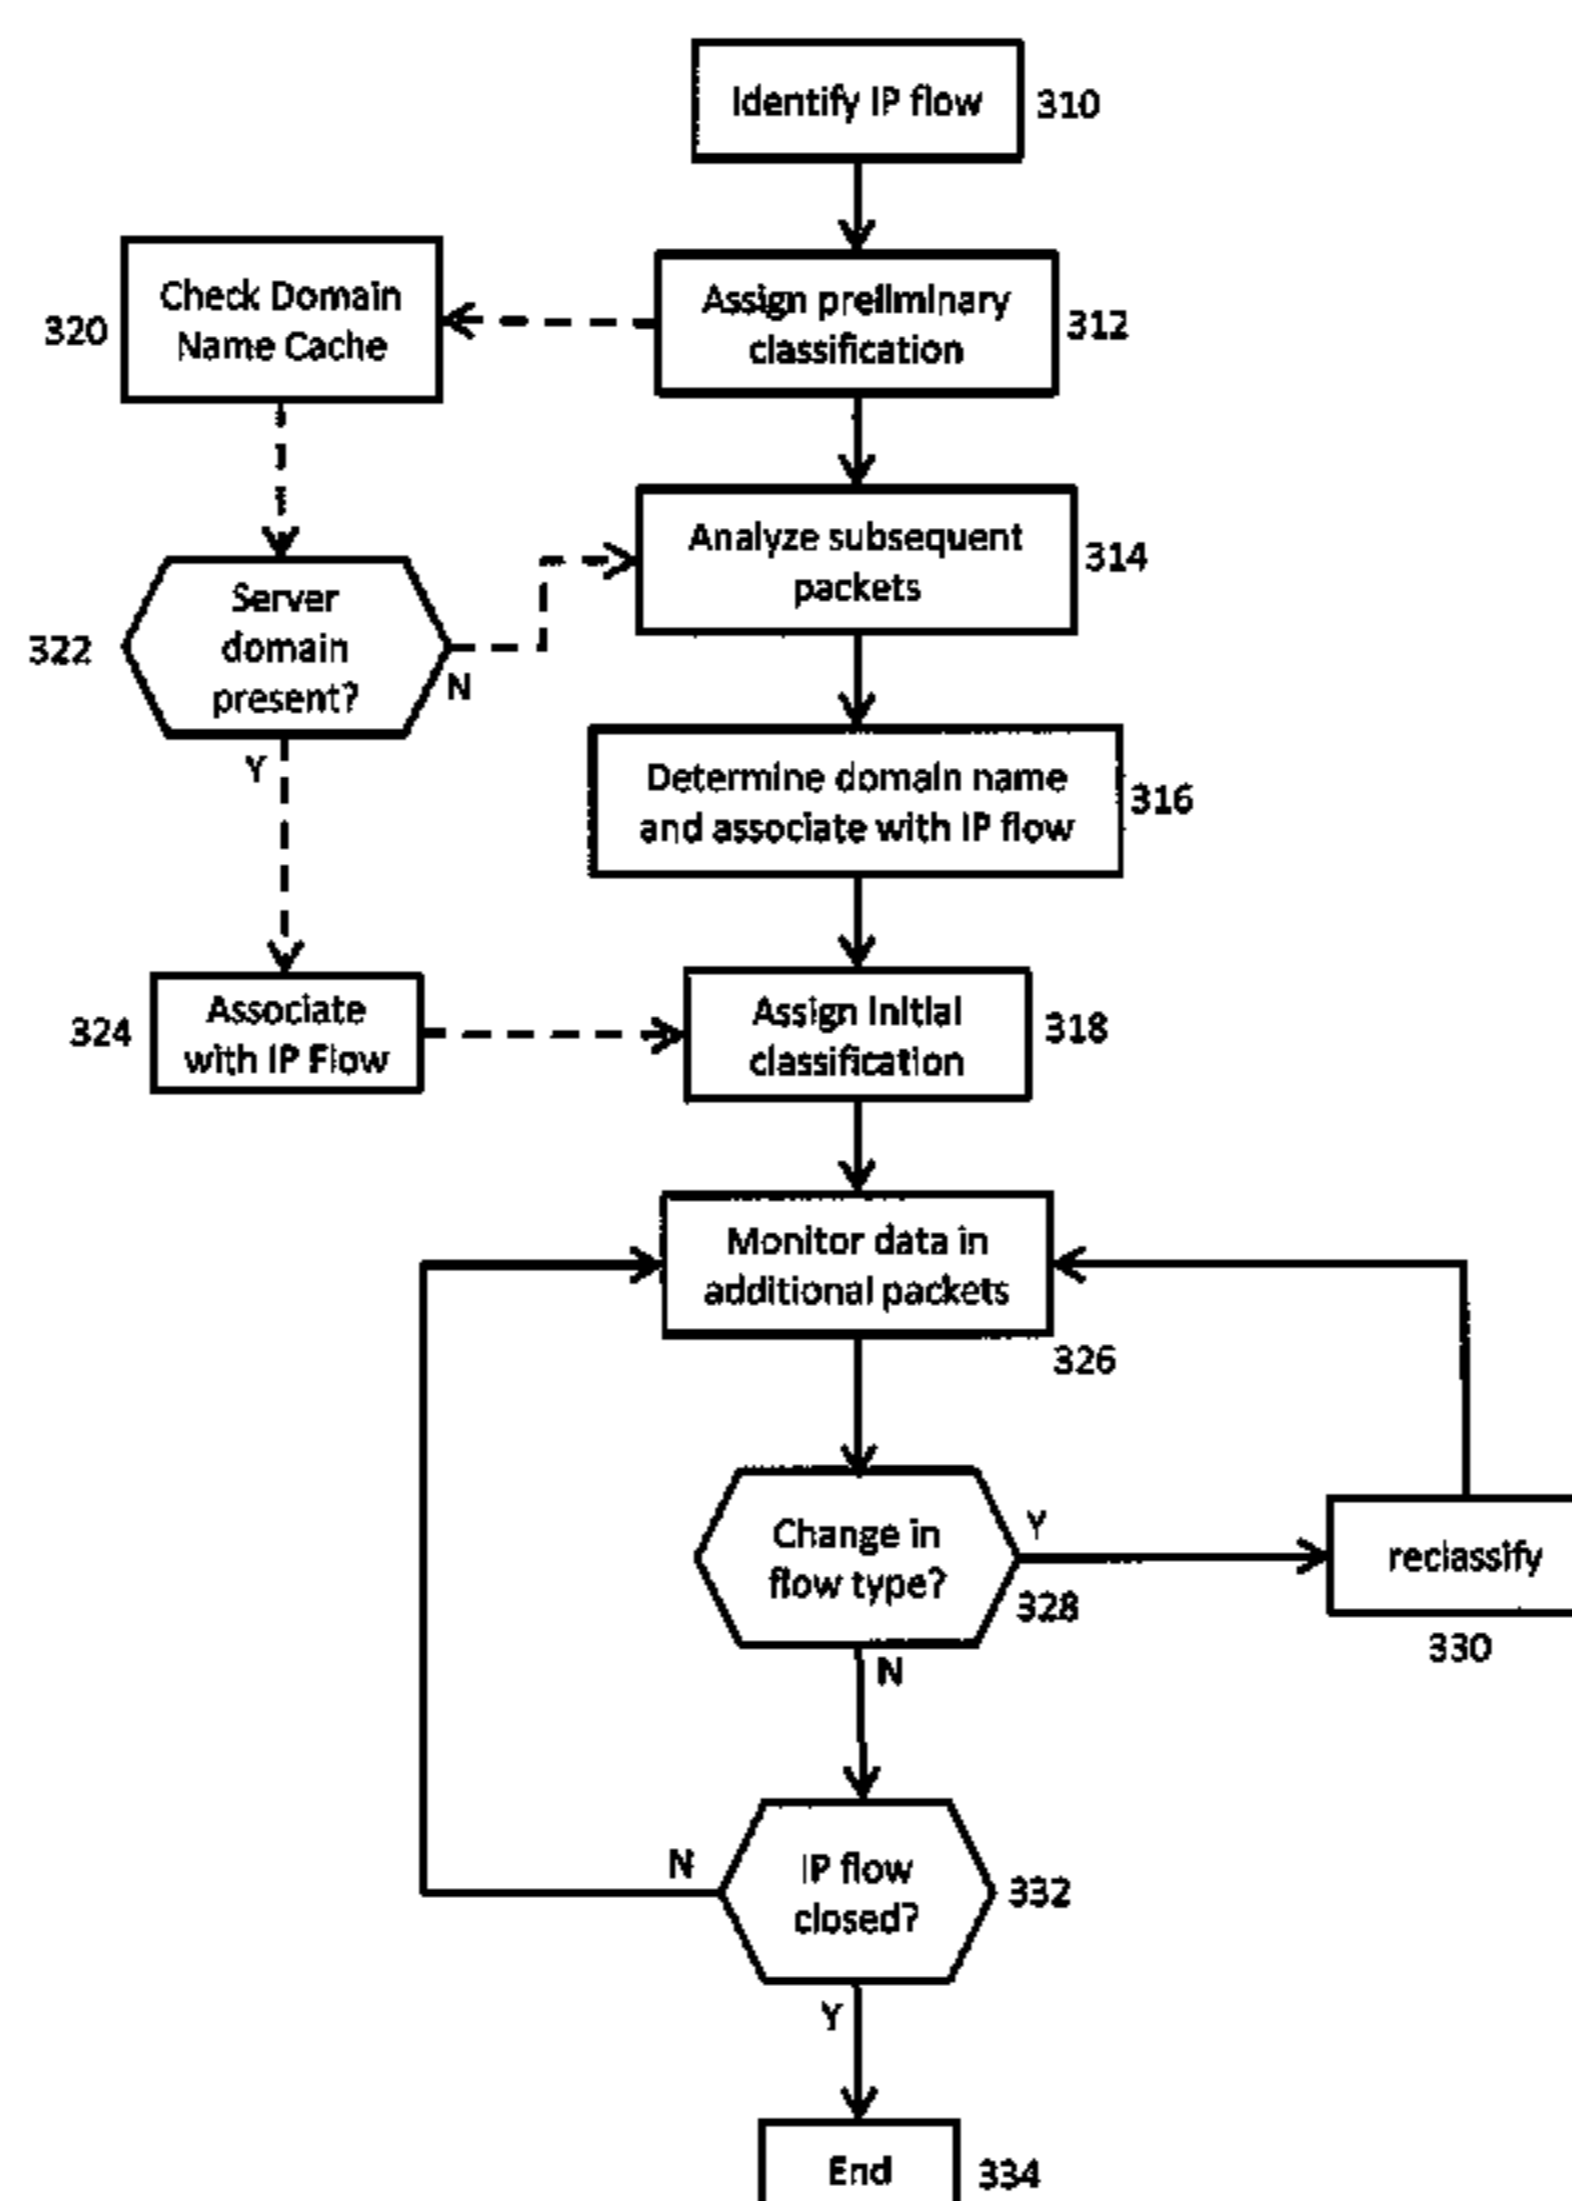 Identify IP flow
310
Assign preliminary
classification
312
Check Domain
Name Cache
320
Analyze subsequent
packets
314
Server
domain
present?
322
N
Y
Determine domain name
and associate with IP flow
316
Associate
with IP Flow
324
Assign initial
classification
318
Monitor data in
additional packets
326
Change in
flow type?
328
Y
N
reclassify
330
IP flow
closed?
332
N
Y
End
334